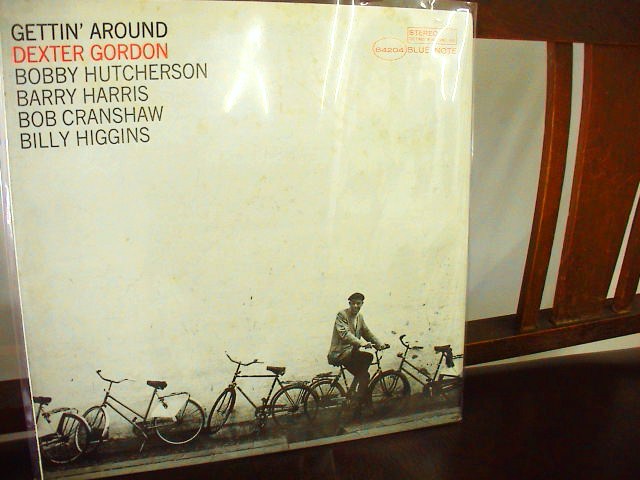 GETTIN' AROUND
DEXTER GORDON
BOBBY HUTCHERSON
BARRY HARRIS
BOB CRANSHAW
BILLY HIGGINS
STEREO
84204 BLUE NOTE